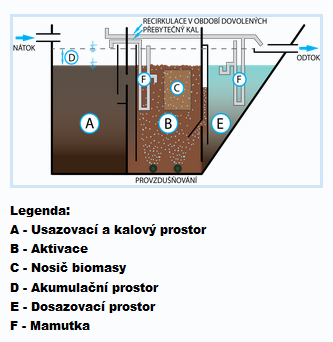 RECIRKULACE V OBDOBÍ DOVOLENÝCH
PŘEBYTEČNÝ KAL
NÁTOK
ODTOK
D
F
F
C
A
B
E
PROVZDUŠŇOVÁNÍ
Legenda:
A - Usazovací a kalový prostor
B - Aktivace
C - Nosič biomasy
D - Akumulační prostor
E - Dosazovací prostor
F - Mamutka